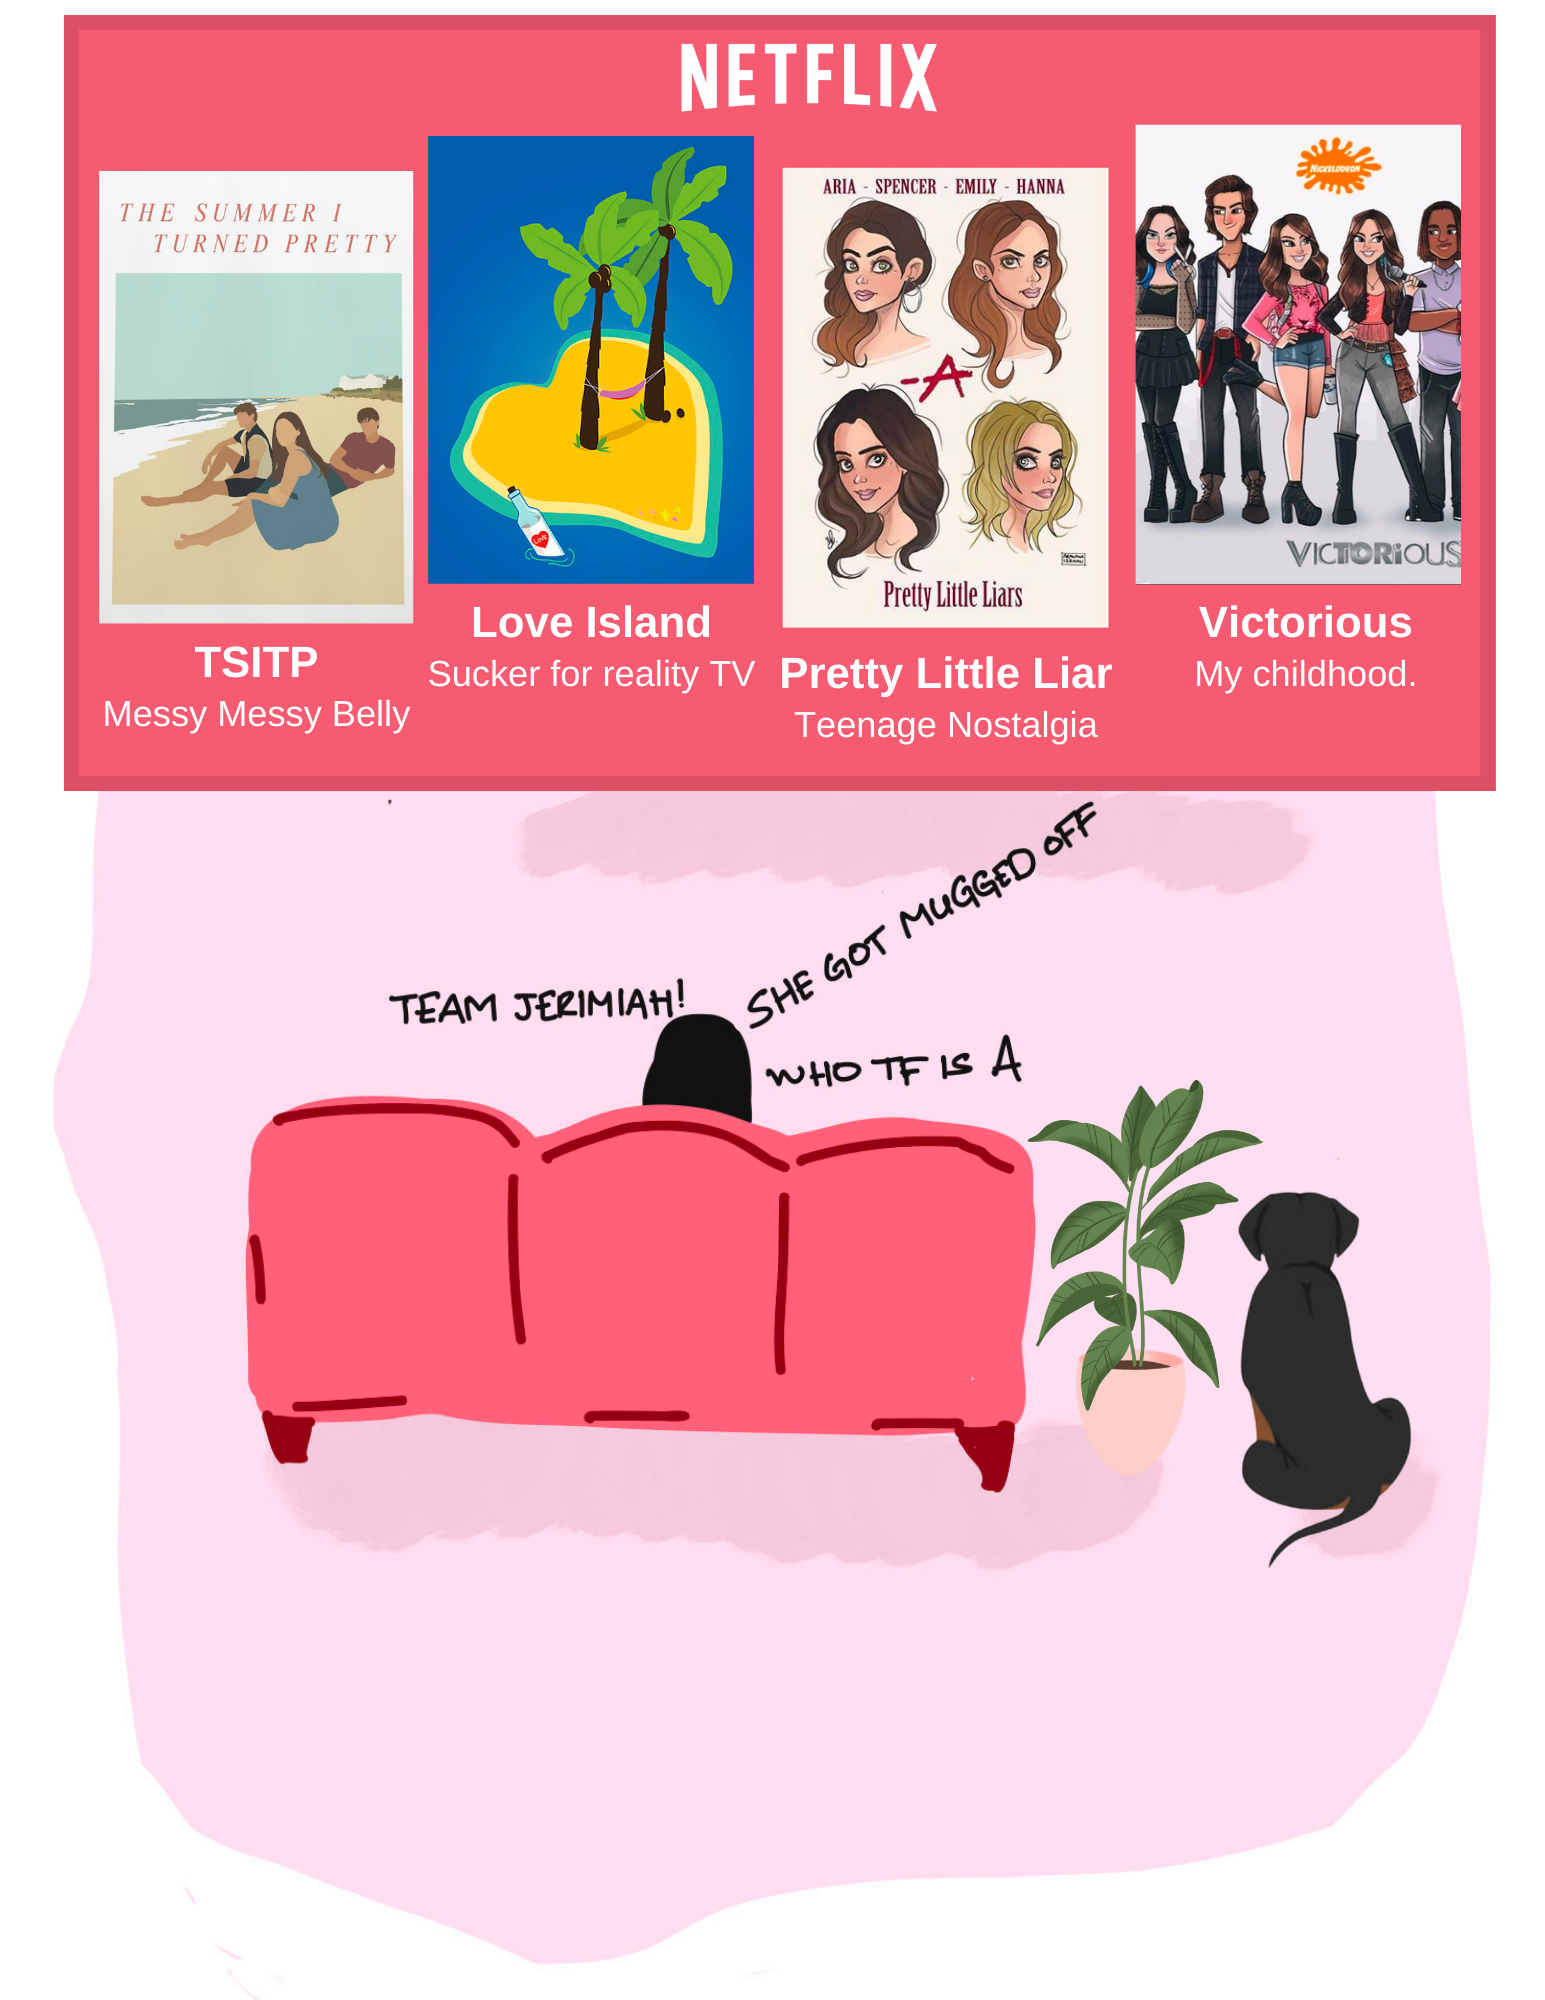 NETFLIX
THE SUMMER I
TURNED PRETTY
TSITP
Messy Messy Belly
Love
Love Island
Sucker for reality TV
ARIA - SPENCER - EMILY - HANNA
-A
Pretty Little Liars
Pretty Little Liar
Teenage Nostalgia
NICKELODEON
VICTORiOUS
Victorious
My childhood.
TEAM JERIMIAH!
SHE GOT MUGGED OFF
WHO TF IS A